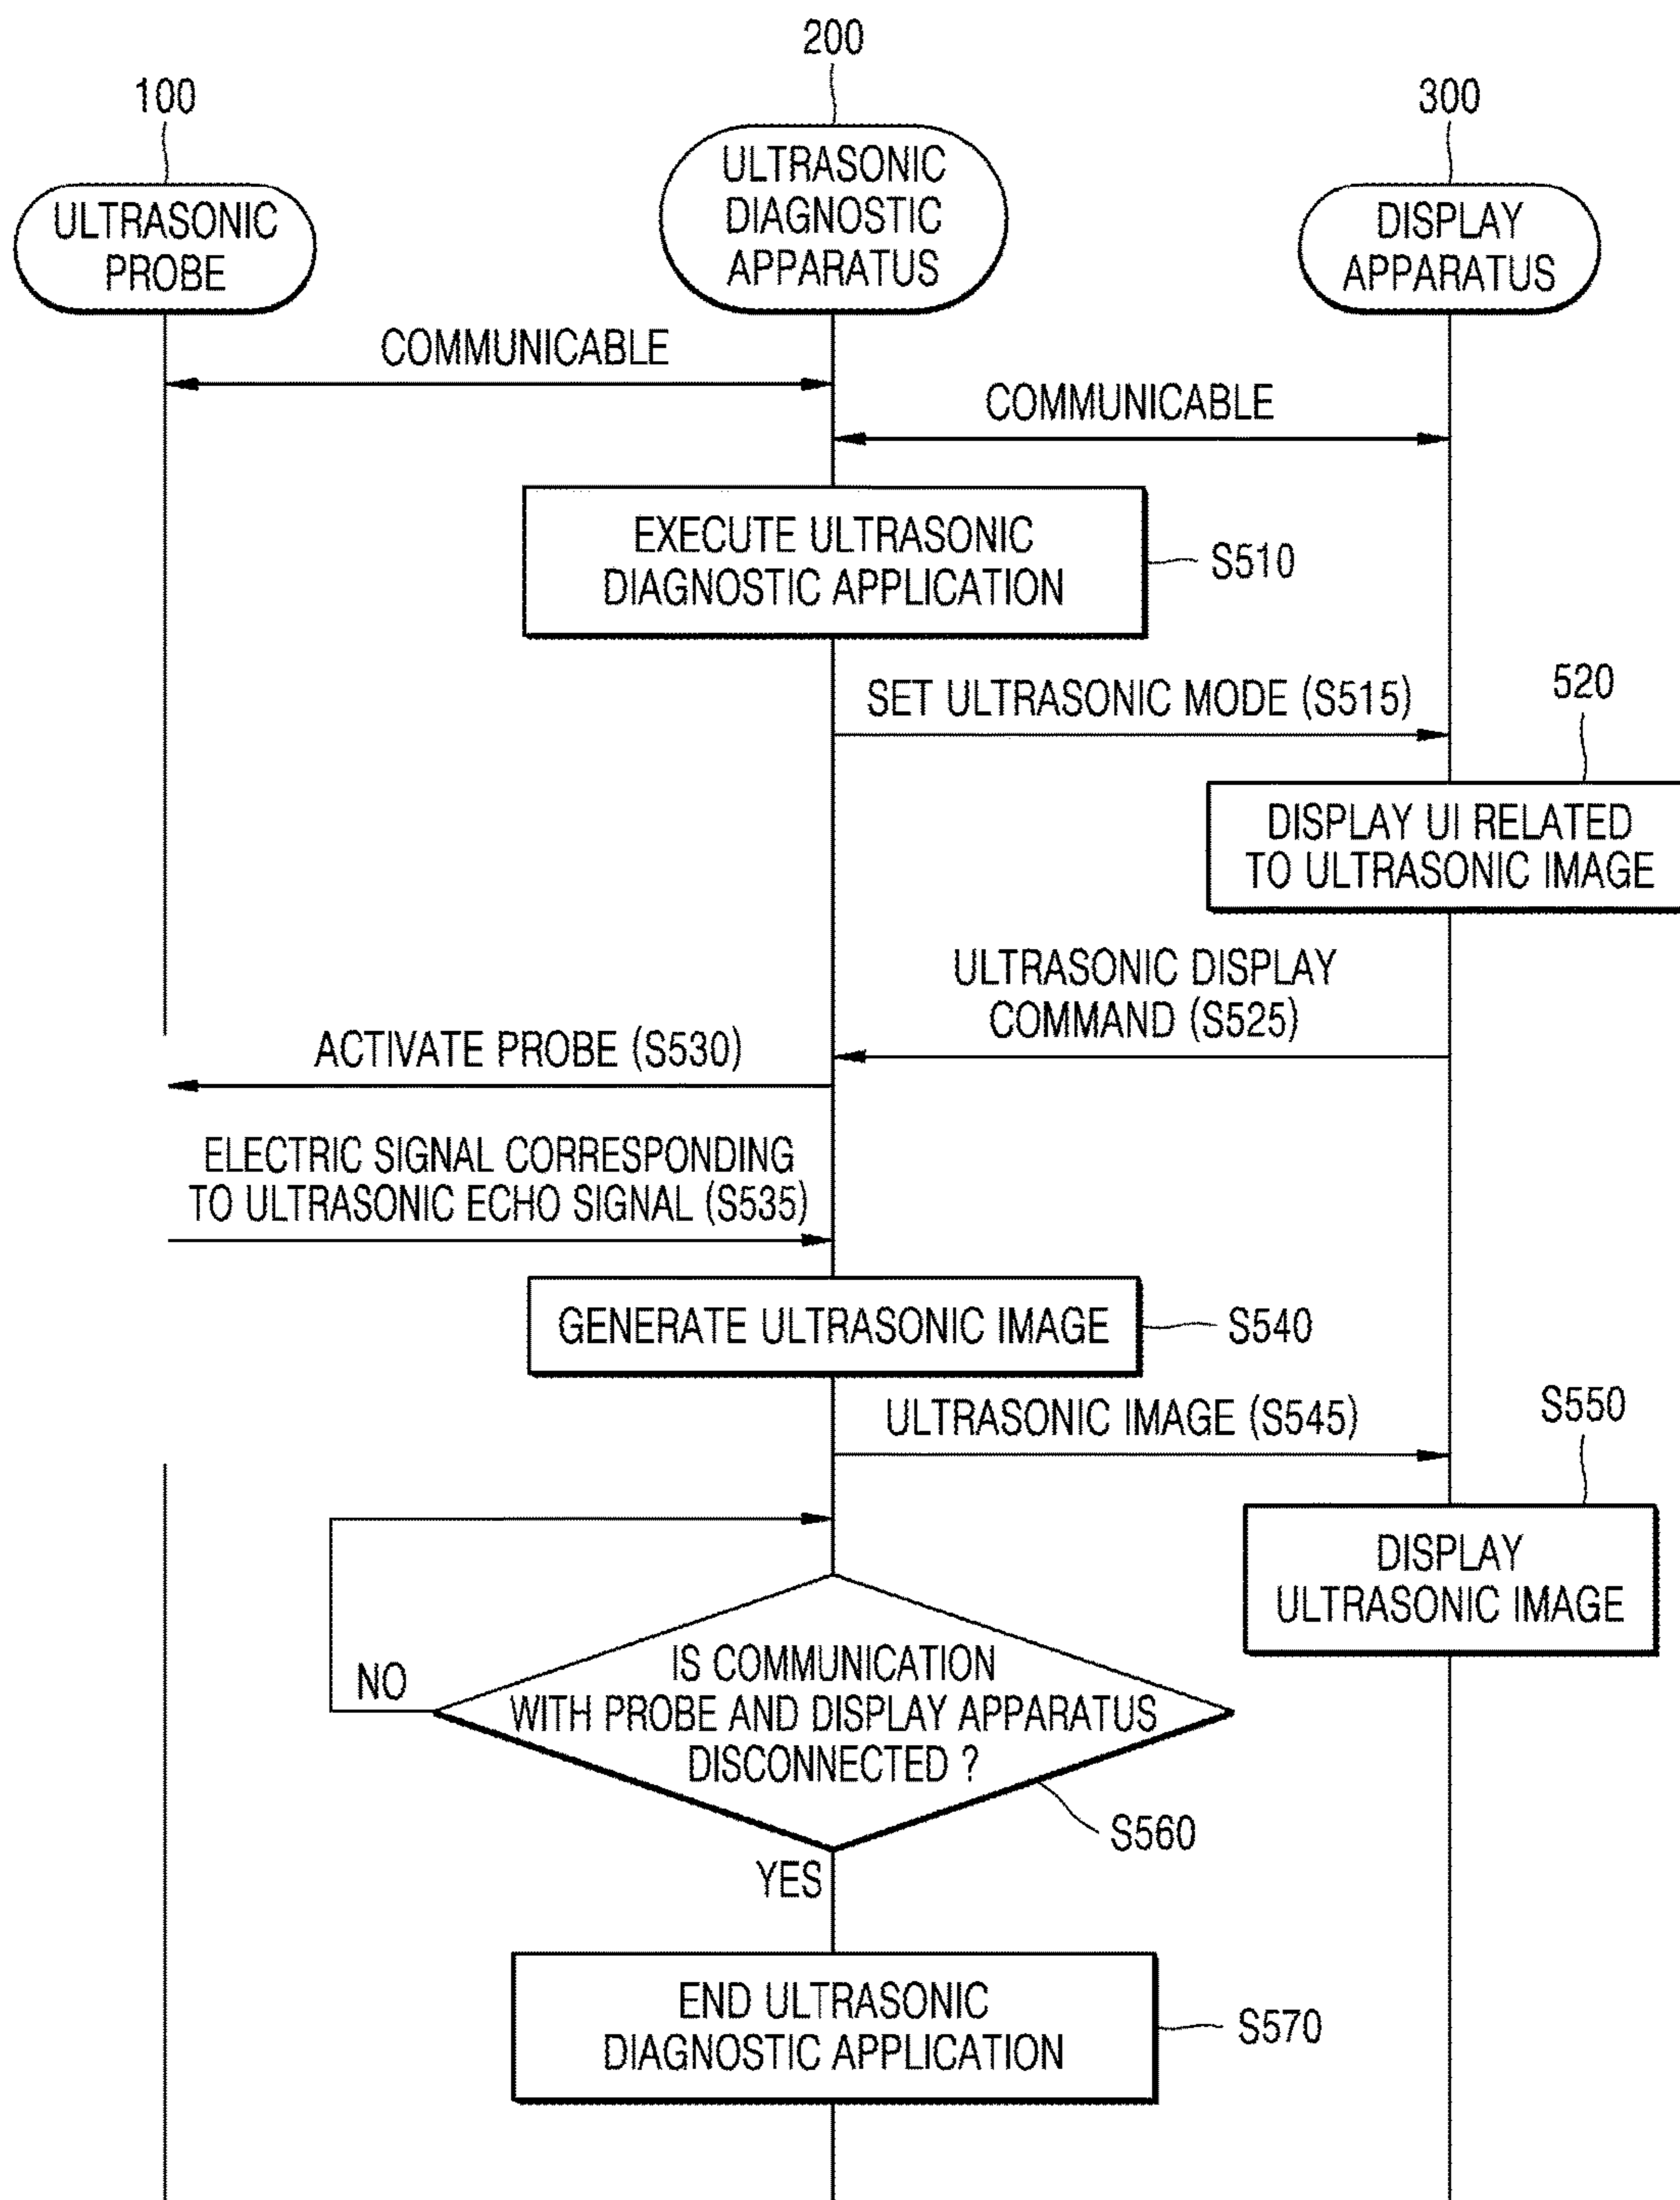 200
100
300
ULTRASONIC
DIAGNOSTIC
APPARATUS
ULTRASONIC
PROBE
DISPLAY
APPARATUS
COMMUNICABLE
COMMUNICABLE
EXECUTE ULTRASONIC
DIAGNOSTIC APPLICATION
S510
SET ULTRASONIC MODE (S515)
520
DISPLAY UI RELATED
TO ULTRASONIC IMAGE
ULTRASONIC DISPLAY
COMMAND (S525)
ACTIVATE PROBE (S530)
ELECTRIC SIGNAL CORRESPONDING
TO ULTRASONIC ECHO SIGNAL (S535)
GENERATE ULTRASONIC IMAGE
S540
ULTRASONIC IMAGE (S545)
S550
DISPLAY
ULTRASONIC IMAGE
NO
IS COMMUNICATION
WITH PROBE AND DISPLAY APPARATUS
DISCONNECTED ?
S560
YES
END ULTRASONIC
DIAGNOSTIC APPLICATION
S570